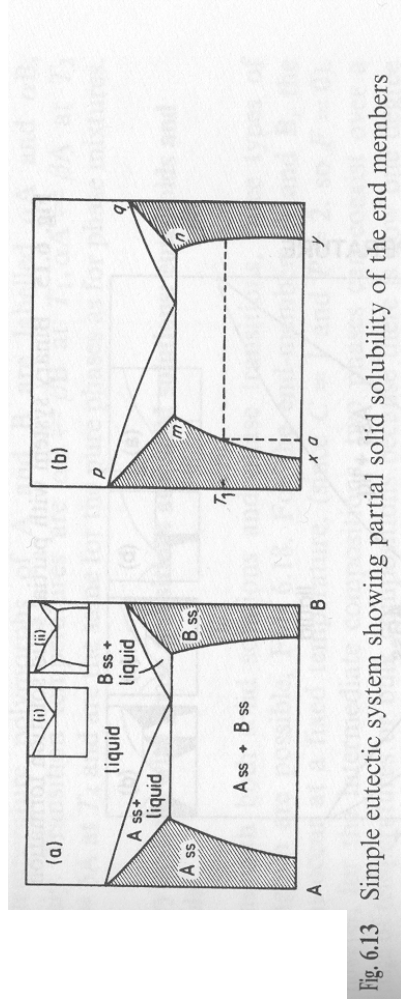 (a)
(i)
(ii)
liquid
B ss +
liquid
A ss+
liquid
A ss
B ss
A ss + B ss
A
B
(b)
p
q
m
n
T₁
x
a
y
Fig. 6.13 Simple eutectic system showing partial solid solubility of the end members